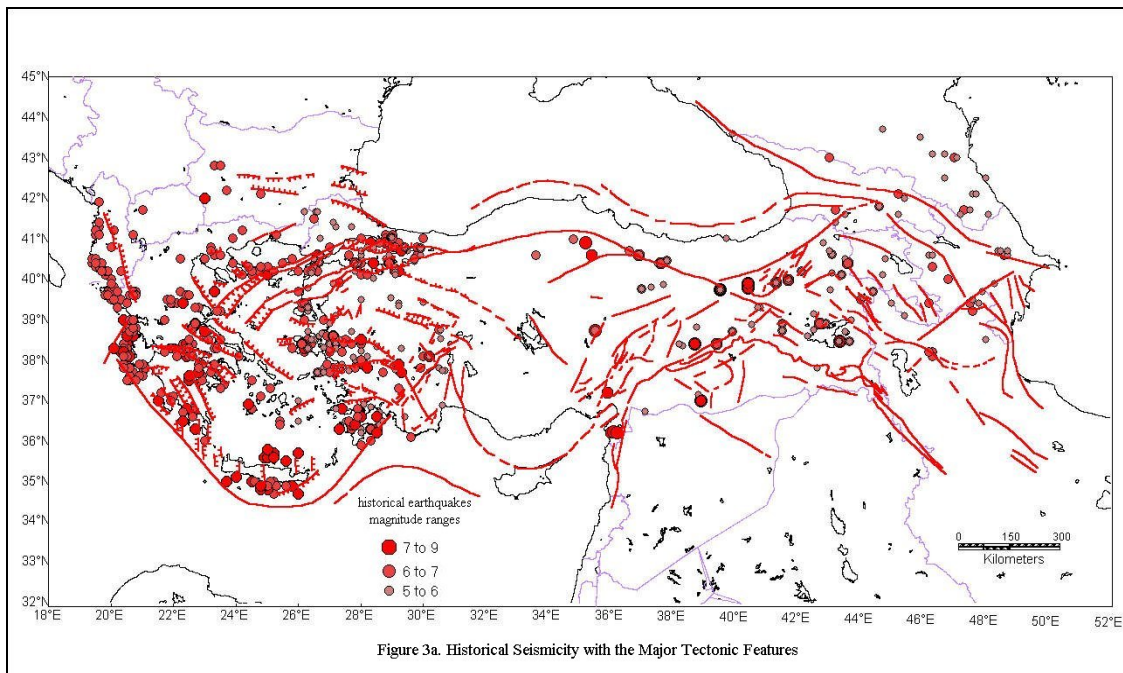 45°N
44°N
43°N
42°N
41°N
40°N
39°N
38°N
37°N
36°N
35°N
34°N
33°N
32°N
historical earthquakes
magnitude ranges
7 to 9
6 to 7
5 to 6
0 150 300
Kilometers
18°E 20°E 22°E 24°E 26°E 28°E 30°E 32°E 34°E 36°E 38°E 40°E 42°E 44°E 46°E 48°E 50°E 52°E
Figure 3a. Historical Seismicity with the Major Tectonic Features